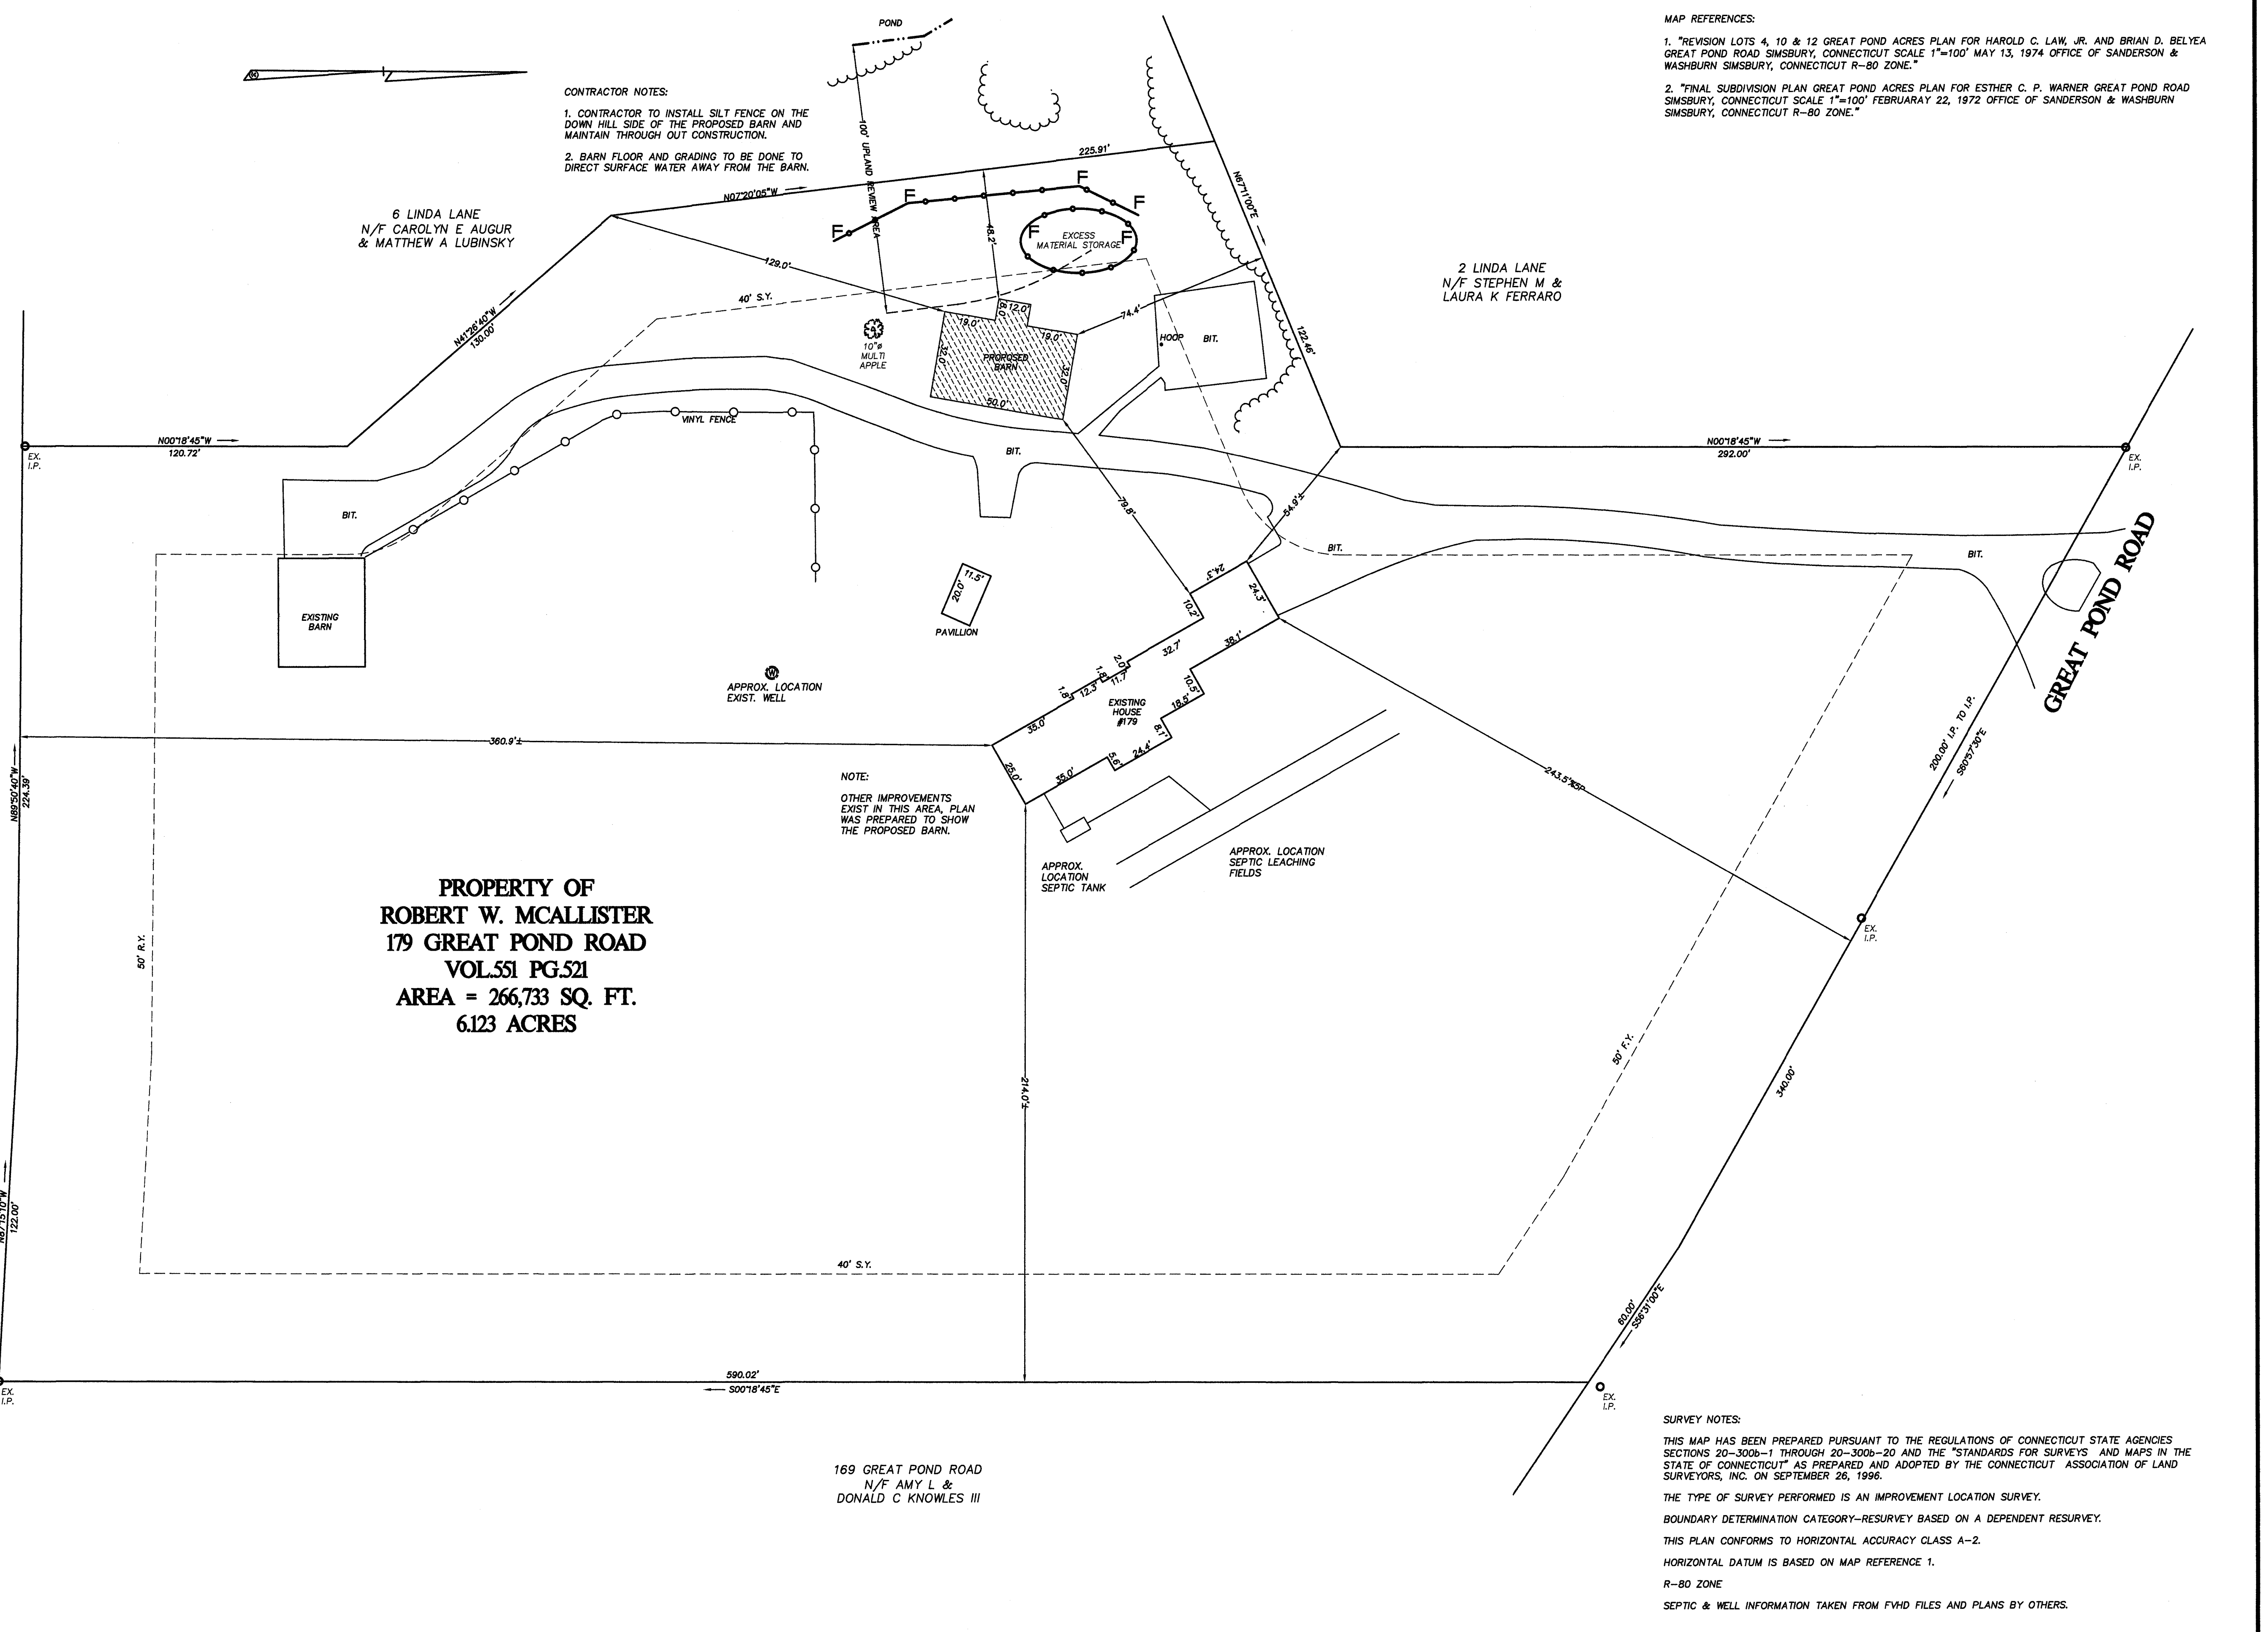 POND
MAP REFERENCES:
1. "REVISION LOTS 4, 10 & 12 GREAT POND ACRES PLAN FOR HAROLD C. LAW, JR. AND BRIAN D. BELYEA
GREAT POND ROAD SIMSBURY, CONNECTICUT SCALE 1"=100' MAY 13, 1974 OFFICE OF SANDERSON &
WASHBURN SIMSBURY, CONNECTICUT R-80 ZONE."
2. "FINAL SUBDIVISION PLAN GREAT POND ACRES PLAN FOR ESTHER C. P. WARNER GREAT POND ROAD
SIMSBURY, CONNECTICUT SCALE 1"=100' FEBRUARAY 22, 1972 OFFICE OF SANDERSON & WASHBURN
SIMSBURY, CONNECTICUT R-80 ZONE."
CONTRACTOR NOTES:
1. CONTRACTOR TO INSTALL SILT FENCE ON THE
DOWN HILL SIDE OF THE PROPOSED BARN AND
MAINTAIN THROUGH OUT CONSTRUCTION.
2. BARN FLOOR AND GRADING TO BE DONE TO
DIRECT SURFACE WATER AWAY FROM THE BARN.
100' UPLAND REVIEW AREA
225.91'
N07°20'05"W
N67°11'00"E
122.46'
6 LINDA LANE
N/F CAROLYN E AUGUR
& MATTHEW A LUBINSKY
F
F
F
F
F
F
EXCESS
MATERIAL STORAGE
48.2'
129.0'
40' S.Y.
2 LINDA LANE
N/F STEPHEN M &
LAURA K FERRARO
N41°26'40"W
130.00'
10"ø
MULTI
APPLE
8.0'
12.0'
19.0'
19.0'
32.0'
32.0'
50.0'
PROPOSED
BARN
74.4'
HOOP
BIT.
VINYL FENCE
N00°18'45"W
120.72'
EX.
I.P.
BIT.
N00°18'45"W
292.00'
EX.
I.P.
BIT.
79.8'
54.9'±
BIT.
BIT.
GREAT POND ROAD
EXISTING
BARN
11.5'
20.0'
PAVILLION
24.3'
24.3'
10.2'
32.7'
38.1'
2.0'
1.8'
11.7'
1.8'
12.3'
35.0'
10.5'
18.5'
8.1'
24.4'
5.6'
35.0'
25.0'
EXISTING
HOUSE
#179
W
APPROX. LOCATION
EXIST. WELL
360.9'±
N89°50'40"W
224.39'
NOTE:
OTHER IMPROVEMENTS
EXIST IN THIS AREA, PLAN
WAS PREPARED TO SHOW
THE PROPOSED BARN.
200.00' I.P. TO I.P.
S60°57'30"E
APPROX.
LOCATION
SEPTIC TANK
APPROX. LOCATION
SEPTIC LEACHING
FIELDS
PROPERTY OF
ROBERT W. MCALLISTER
179 GREAT POND ROAD
VOL.551 PG.521
AREA = 266,733 SQ. FT.
6.123 ACRES
50' R.Y.
EX.
I.P.
214.0'±
50' F.Y.
340.00'
122.00'
40' S.Y.
60.00'
S56°31'00"E
590.02'
S00°18'45"E
EX.
I.P.
EX.
I.P.
169 GREAT POND ROAD
N/F AMY L &
DONALD C KNOWLES III
SURVEY NOTES:
THIS MAP HAS BEEN PREPARED PURSUANT TO THE REGULATIONS OF CONNECTICUT STATE AGENCIES
SECTIONS 20-300b-1 THROUGH 20-300b-20 AND THE "STANDARDS FOR SURVEYS AND MAPS IN THE
STATE OF CONNECTICUT" AS PREPARED AND ADOPTED BY THE CONNECTICUT ASSOCIATION OF LAND
SURVEYORS, INC. ON SEPTEMBER 26, 1996.
THE TYPE OF SURVEY PERFORMED IS AN IMPROVEMENT LOCATION SURVEY.
BOUNDARY DETERMINATION CATEGORY-RESURVEY BASED ON A DEPENDENT RESURVEY.
THIS PLAN CONFORMS TO HORIZONTAL ACCURACY CLASS A-2.
HORIZONTAL DATUM IS BASED ON MAP REFERENCE 1.
R-80 ZONE
SEPTIC & WELL INFORMATION TAKEN FROM FVHD FILES AND PLANS BY OTHERS.